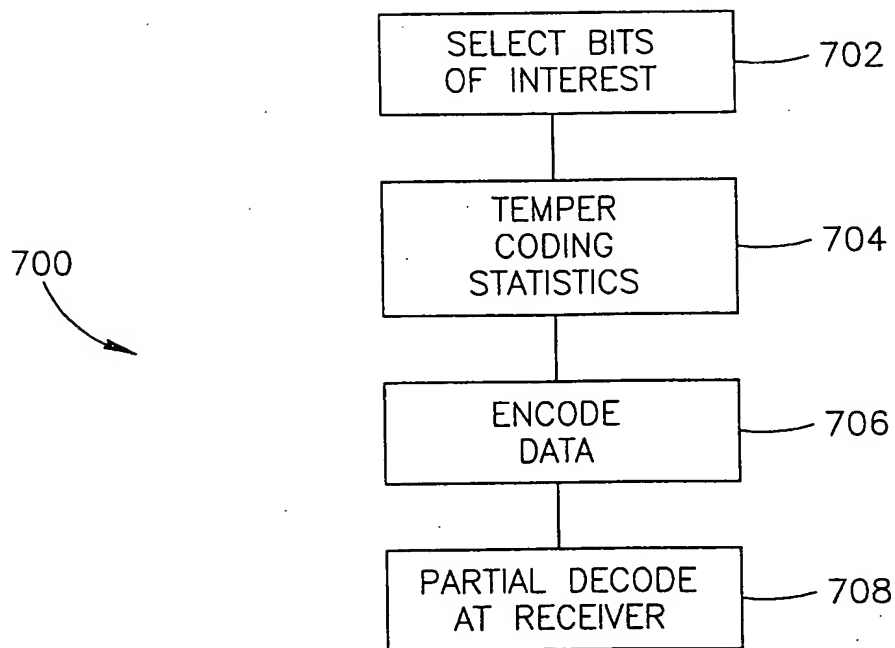 SELECT BITS
OF INTEREST
702
TEMPER
CODING
STATISTICS
704
700
ENCODE
DATA
706
PARTIAL DECODE
AT RECEIVER
708